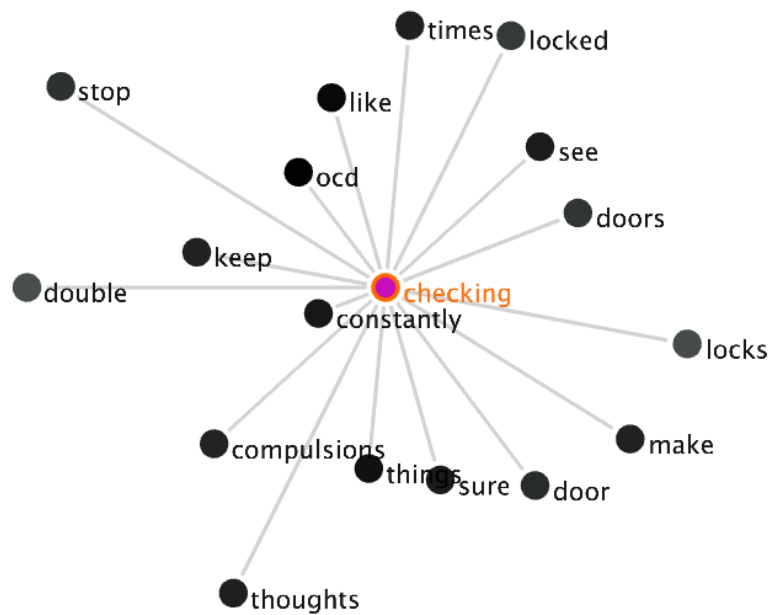 times
locked
stop
like
see
ocd
doors
keep
double
checking
constantly
locks
compulsions
make
things
sure
door
thoughts